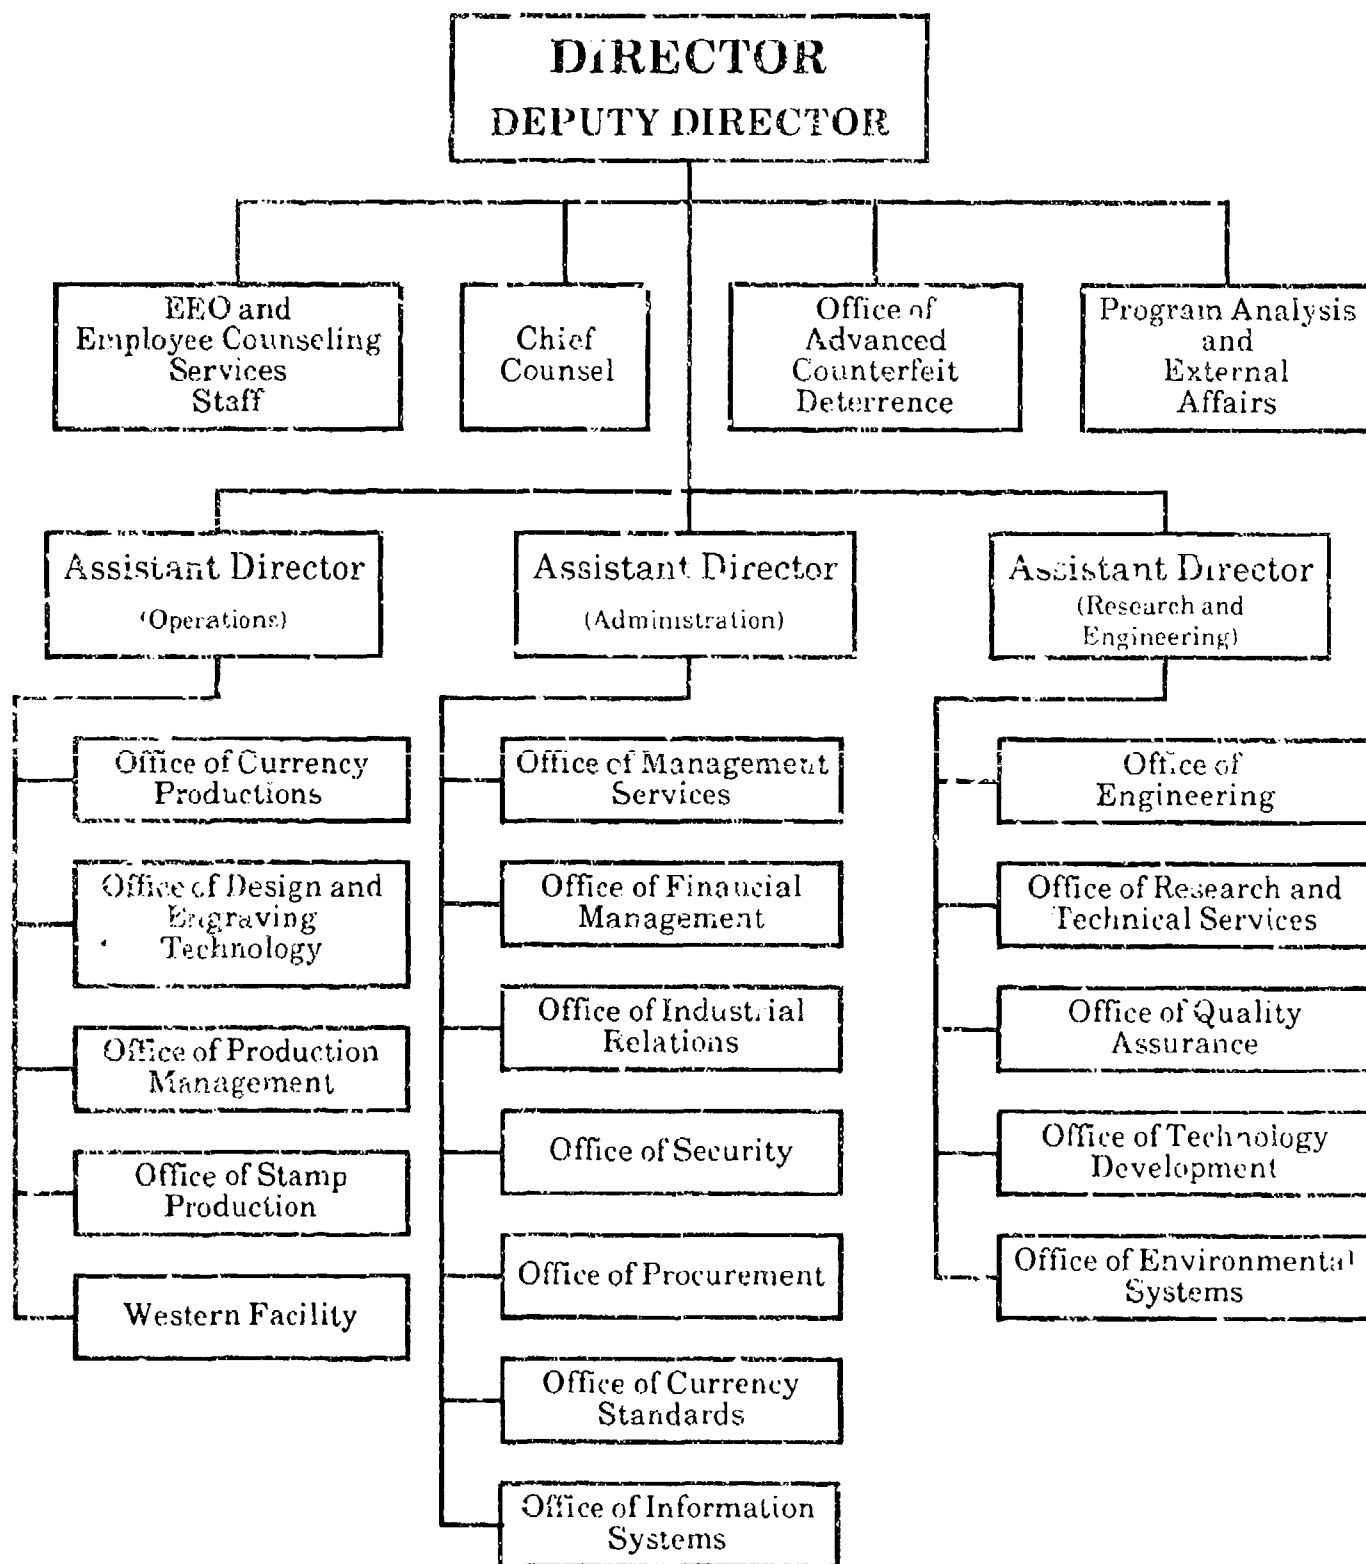 DIRECTOR
DEPUTY DIRECTOR
EEO and
Employee Counseling
Services
Staff
Chief
Counsel
Office of
Advanced
Counterfeit
Deterrence
Program Analysis
and
External
Affairs
Assistant Director
(Operations)
Assistant Director
(Administration)
Assistant Director
(Research and
Engineering)
Office of Currency
Productions
Office of Design and
Engraving
Technology
Office of Production
Management
Office of Stamp
Production
Western Facility
Office of Management
Services
Office of Financial
Management
Office of Industrial
Relations
Office of Security
Office of Procurement
Office of Currency
Standards
Office of Information
Systems
Office of
Engineering
Office of Research and
Technical Services
Office of Quality
Assurance
Office of Technology
Development
Office of Environmental
Systems